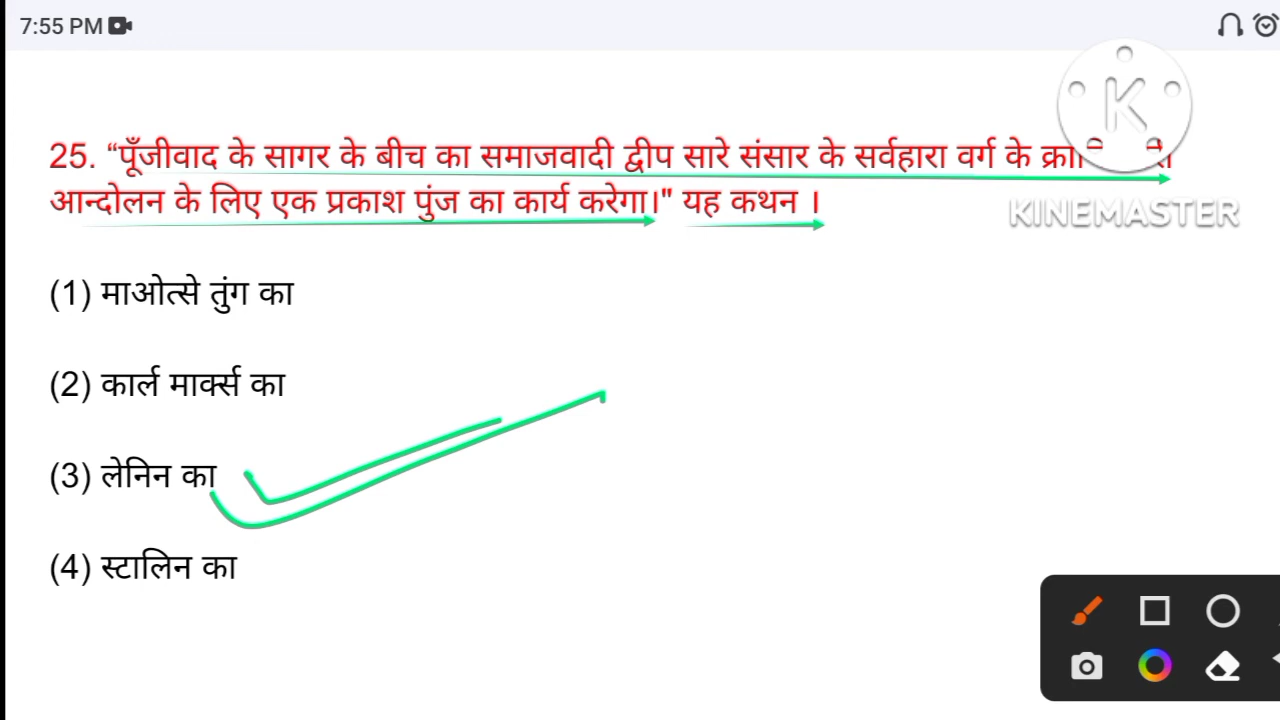 7:55 PM
25. “पूँजीवाद के सागर के बीच का समाजवादी द्वीप सारे संसार के सर्वहारा वर्ग के
आन्दोलन के लिए एक प्रकाश पुंज का कार्य करेगा।" यह कथन ।
KINEMASTER
(1) माओत्से तुंग का
(2) कार्ल मार्क्स का
(3) लेनिन का
(4) स्टालिन का